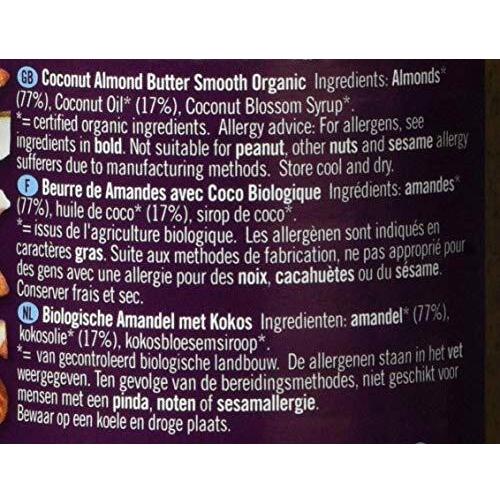 GB Coconut Almond Butter Smooth Organic Ingredients: Almonds*
(77%), Coconut Oil* (17%), Coconut Blossom Syrup*.
*= certified organic ingredients. Allergy advice: For allergens, see
ingredients in bold. Not suitable for peanut, other nuts and sesame allergy
sufferers due to manufacturing methods. Store cool and dry.
F Beurre de Amandes avec Coco Biologique Ingrédients: amandes*
(77%), huile de coco* (17%), sirop de coco*.
*= issus de l'agriculture biologique. Les allergènen sont indiqués en
caractères gras. Suite aux methodes de fabrication, ne pas approprié pour
des gens avec une allergie pour des noix, cacahuètes ou du sésame.
Conserver frais et sec.
NL Biologische Amandel met Kokos Ingredienten: amandel* (77%),
kokosolie* (17%), kokosbloesemsiroop*.
*= van gecontroleerd biologische landbouw. De allergenen staan in het vet
weergegeven. Ten gevolge van de bereidingsmethodes, niet geschikt voor
mensen met een pinda, noten of sesamallergie.
Bewaar op een koele en droge plaats.